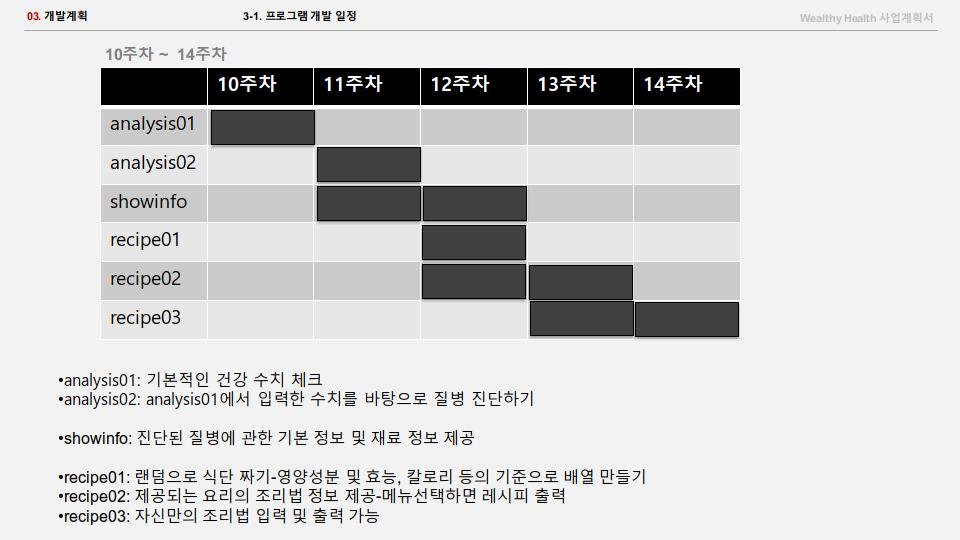 03. 개발계획
3-1. 프로그램 개발 일정
Wealthy Health 사업계획서
10주차 ~ 14주차
10주차 11주차 12주차 13주차 14주차
analysis01
analysis02
showinfo
recipe01
recipe02
recipe03
•analysis01: 기본적인 건강 수치 체크
•analysis02: analysis01에서 입력한 수치를 바탕으로 질병 진단하기
•showinfo: 진단된 질병에 관한 기본 정보 및 재료 정보 제공
•recipe01: 랜덤으로 식단 짜기-영양성분 및 효능, 칼로리 등의 기준으로 배열 만들기
•recipe02: 제공되는 요리의 조리법 정보 제공-메뉴선택하면 레시피 출력
•recipe03: 자신만의 조리법 입력 및 출력 가능